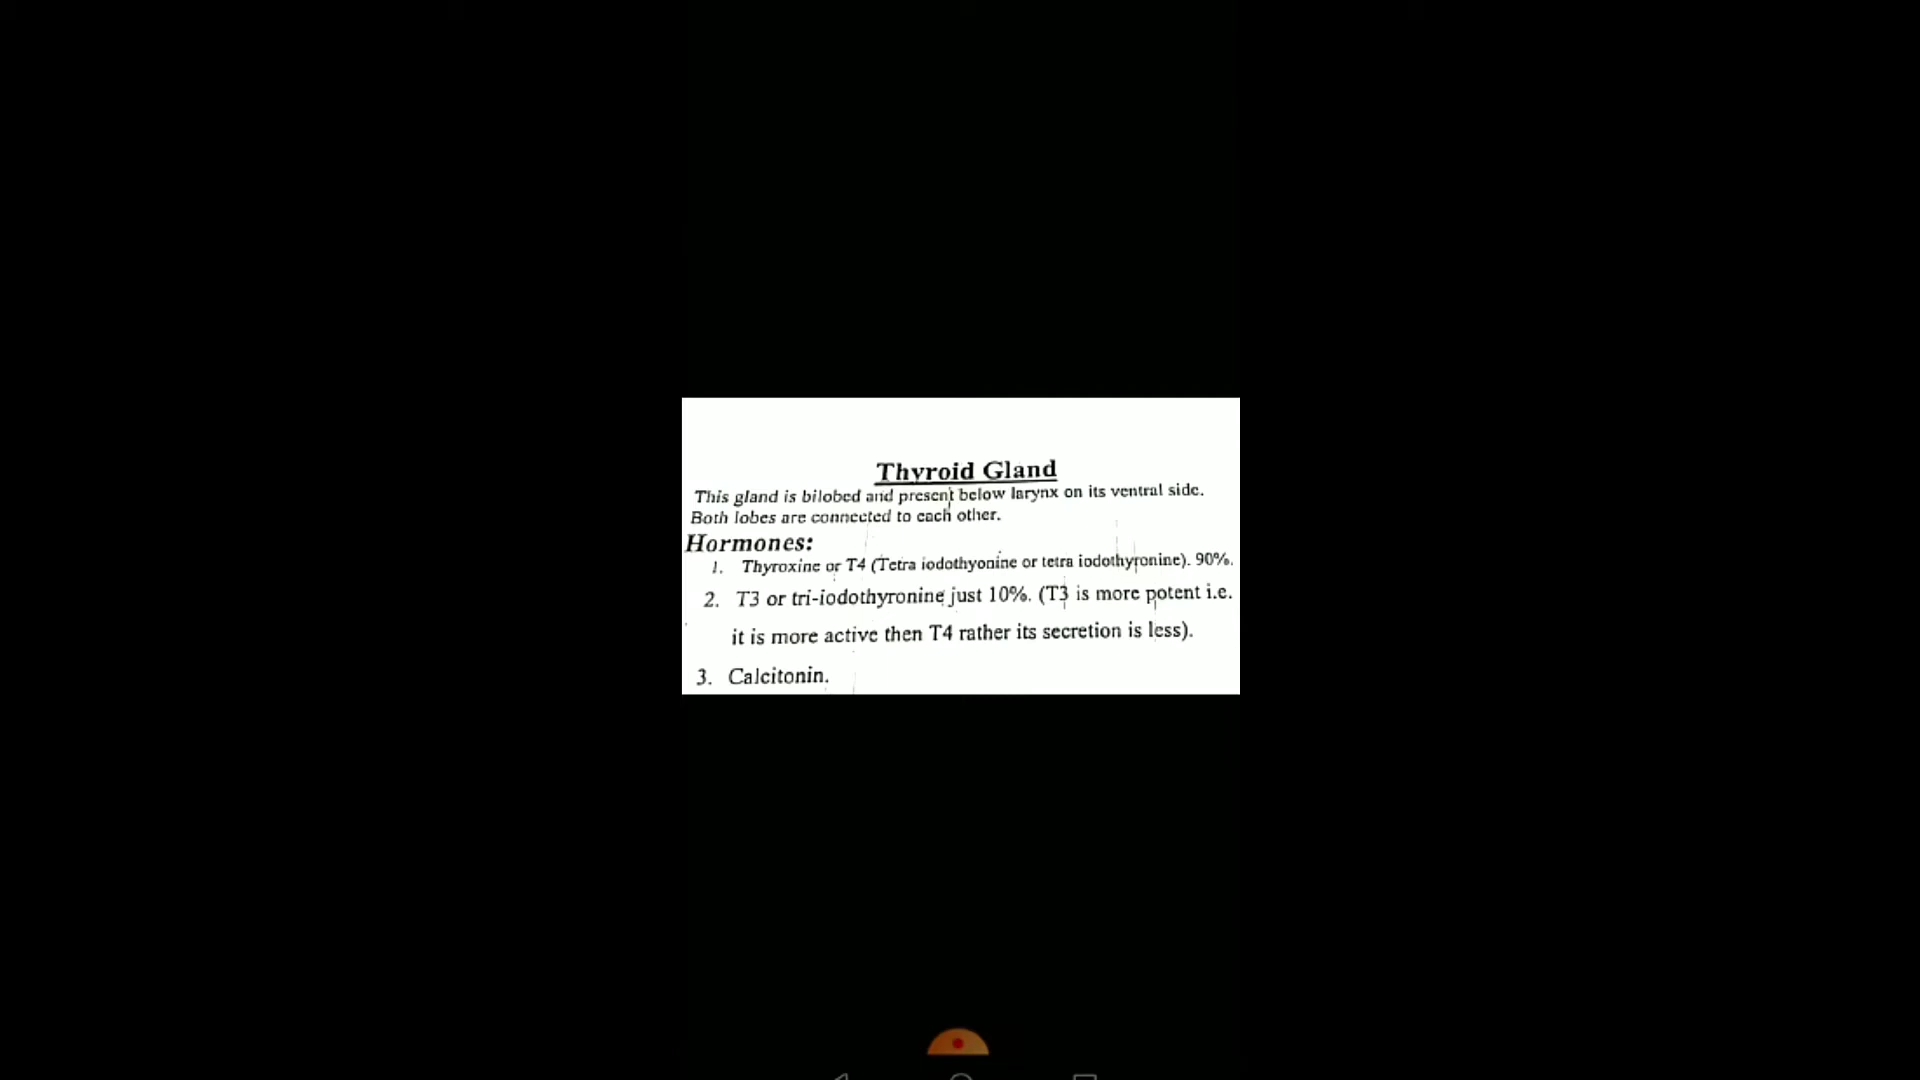 Thyroid Gland
This gland is bilobed and present below larynx on its ventral side.
Both lobes are connected to each other.
Hormones:
1. Thyroxine or T4 (Tetra iodothyonine or tetra iodothyronine). 90%.
2. T3 or tri-iodothyronine just 10%. (T3 is more potent i.e.
it is more active then T4 rather its secretion is less).
3. Calcitonin.